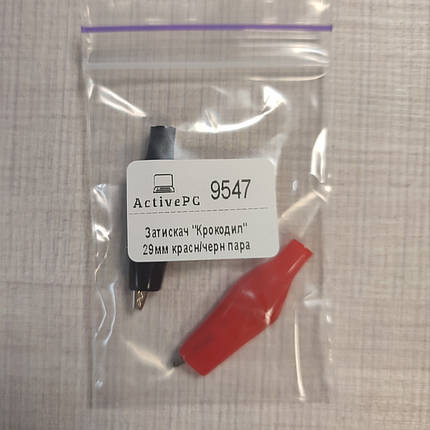 ActivePC 9547
Затискач "Крокодил"
29мм красн/черн пара